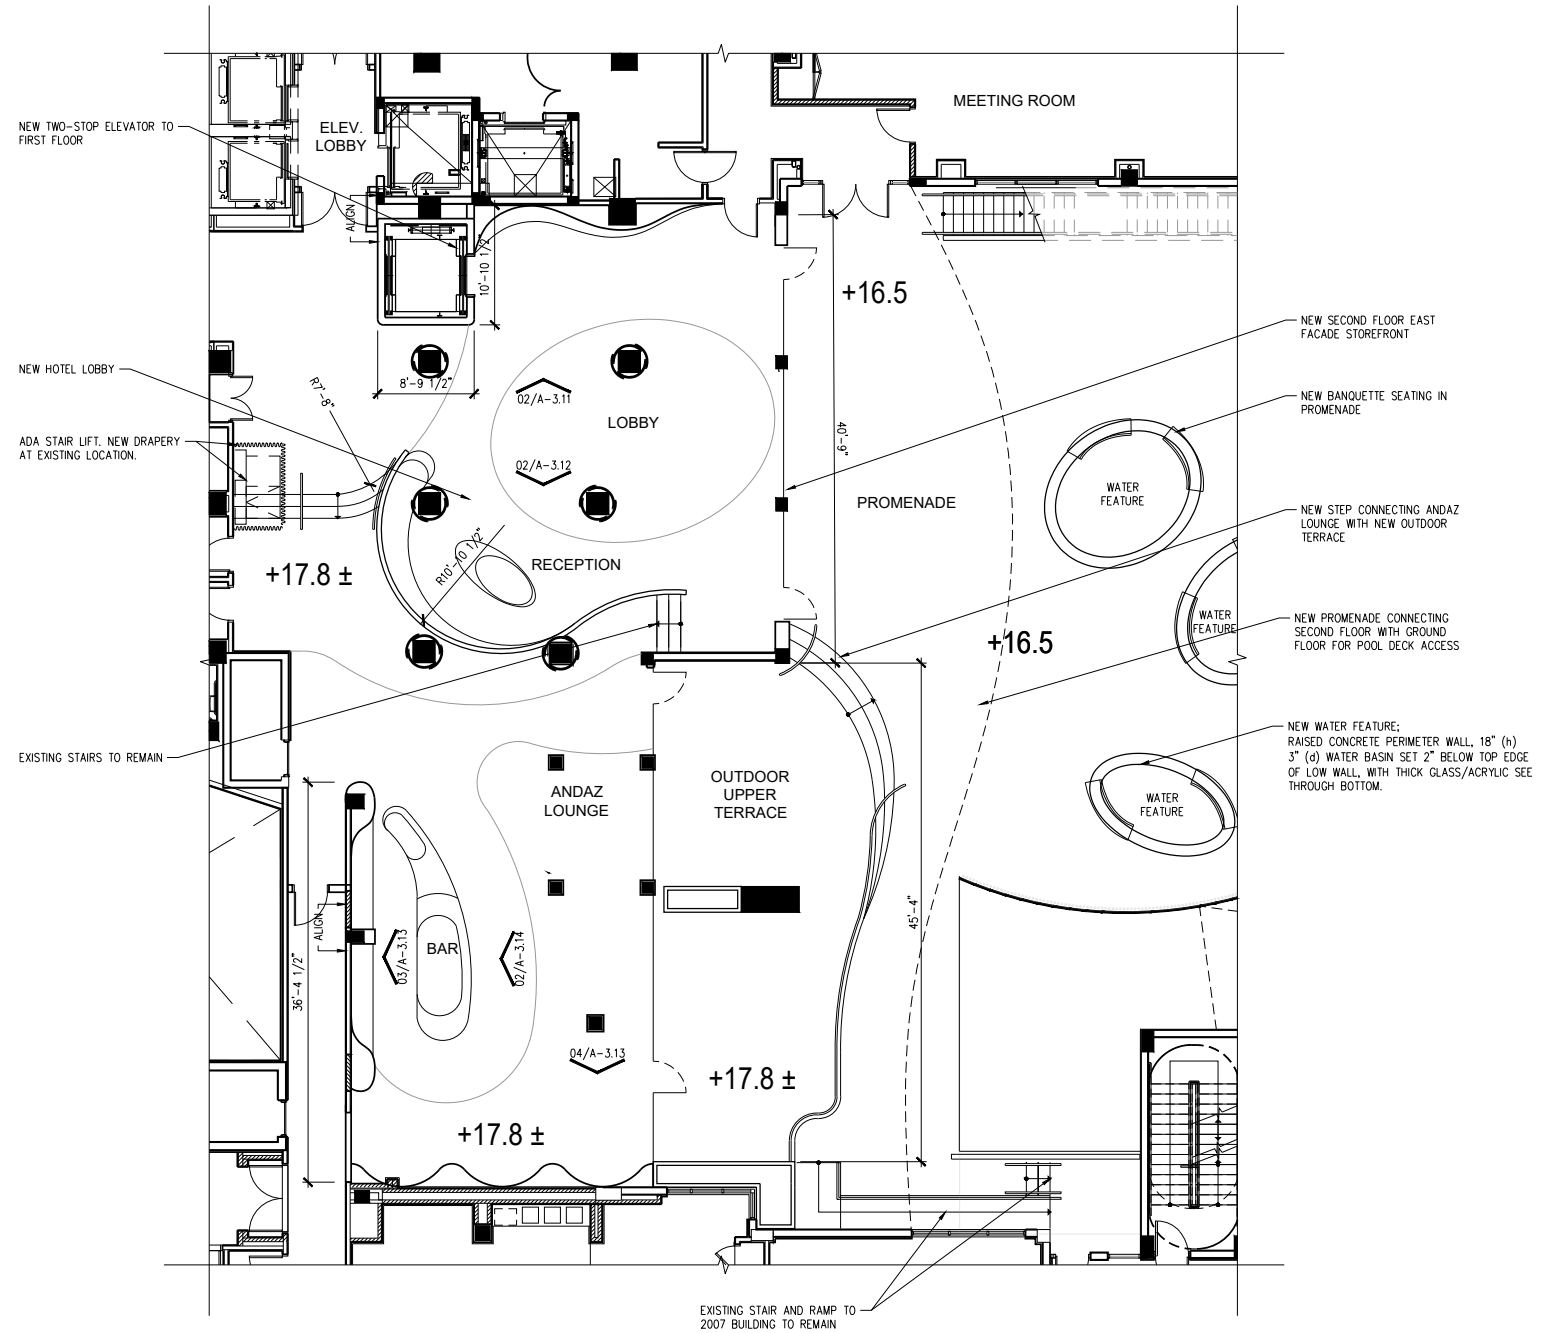 MEETING ROOM
NEW TWO-STOP ELEVATOR TO
FIRST FLOOR
ELEV.
LOBBY
ALIGN
10'-10 1/2"
+16.5
NEW SECOND FLOOR EAST
FACADE STOREFRONT
NEW HOTEL LOBBY
8'-9 1/2"
R7'-8"
02/A-3.11
LOBBY
NEW BANQUETTE SEATING IN
PROMENADE
ADA STAIR LIFT. NEW DRAPERY
AT EXISTING LOCATION.
02/A-3.12
40'-9"
PROMENADE
WATER
FEATURE
NEW STEP CONNECTING ANDAZ
LOUNGE WITH NEW OUTDOOR
TERRACE
R10'-10 1/2"
RECEPTION
+17.8 ±
WATER
FEATURE
+16.5
NEW PROMENADE CONNECTING
SECOND FLOOR WITH GROUND
FLOOR FOR POOL DECK ACCESS
EXISTING STAIRS TO REMAIN
NEW WATER FEATURE;
RAISED CONCRETE PERIMETER WALL, 18" (h)
3" (d) WATER BASIN SET 2" BELOW TOP EDGE
OF LOW WALL, WITH THICK GLASS/ACRYLIC SEE
THROUGH BOTTOM.
ANDAZ
LOUNGE
OUTDOOR
UPPER
TERRACE
WATER
FEATURE
ALIGN
45'-4"
36'-4 1/2"
03/A-3.13
BAR
02/A-3.14
04/A-3.13
+17.8 ±
+17.8 ±
EXISTING STAIR AND RAMP TO
2007 BUILDING TO REMAIN